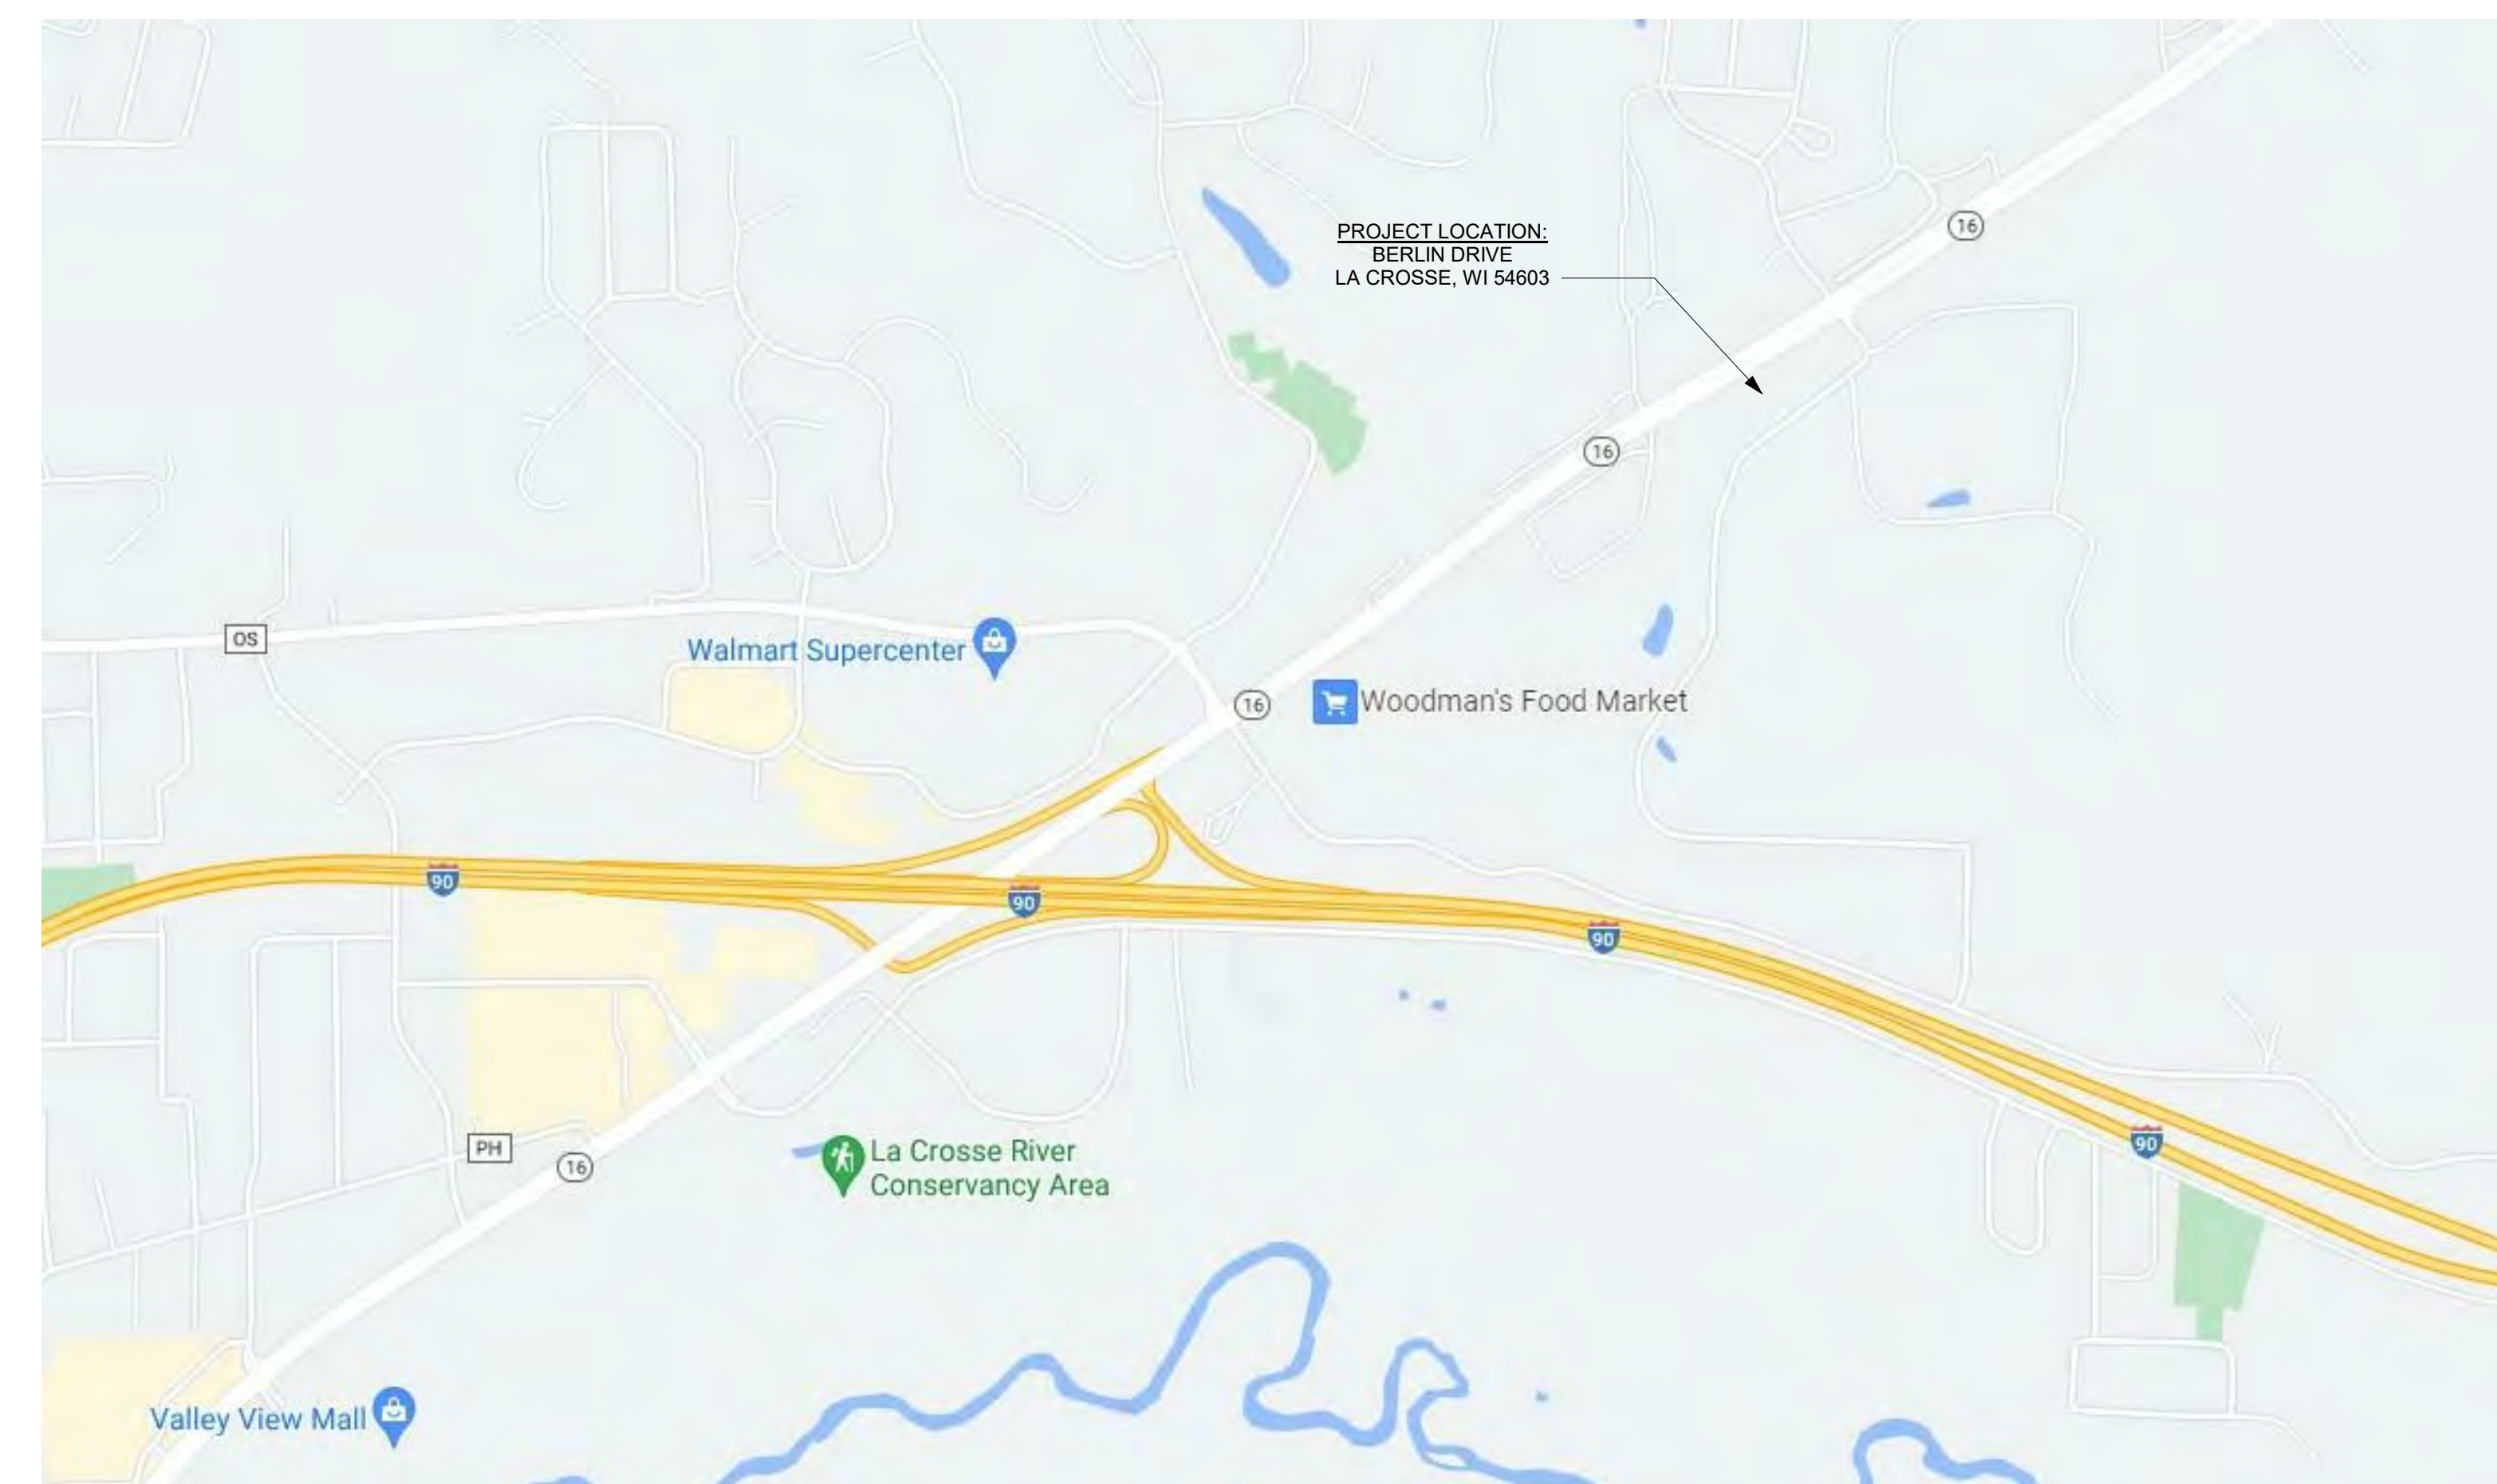 PROJECT LOCATION:
BERLIN DRIVE
LA CROSSE, WI 54603
16
16
OS
Walmart Supercenter
16
Woodman's Food Market
90
90
90
PH
16
La Crosse River
Conservancy Area
90
Valley View Mall